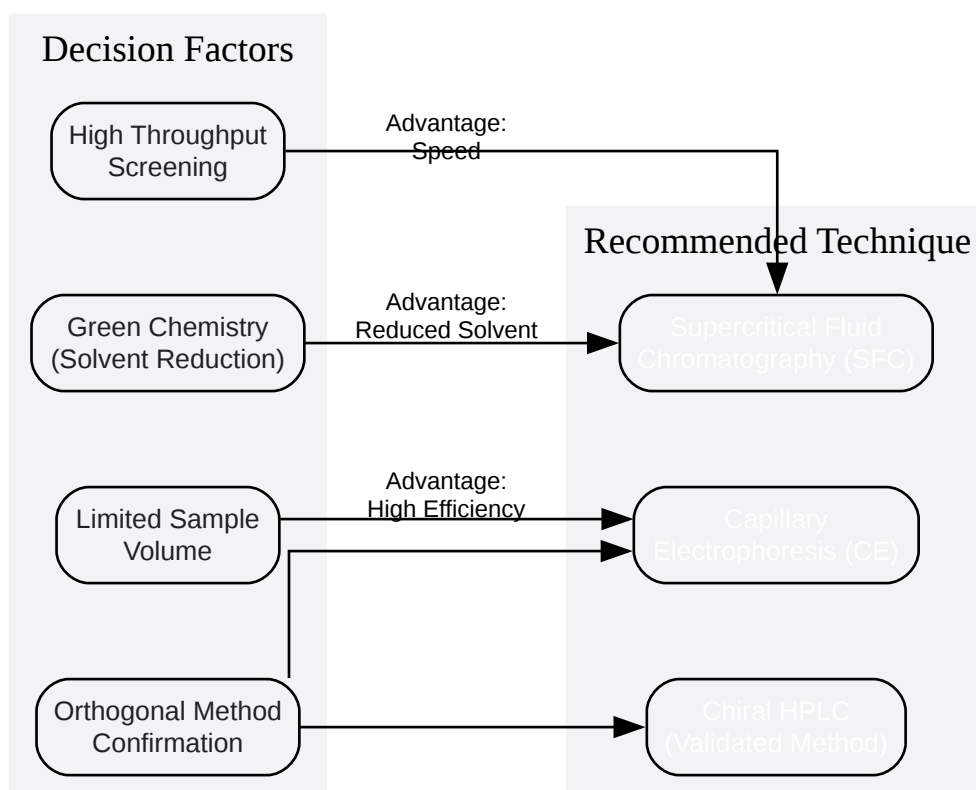 Decision Factors
High Throughput
Screening
Advantage:
Speed
Recommended Technique
Green Chemistry
(Solvent Reduction)
Advantage:
Reduced Solvent
Supercritical Fluid
Chromatography (SFC)
Limited Sample
Volume
Advantage:
High Efficiency
Capillary
Electrophoresis (CE)
Orthogonal Method
Confirmation
Chiral HPLC
(Validated Method)